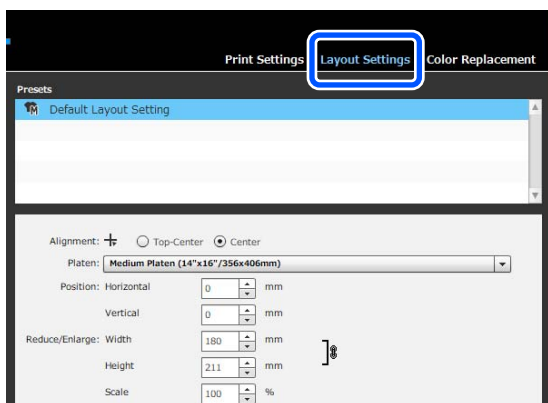 Print Settings Layout Settings Color Replacement
Presets
M Default Layout Setting
Alignment: Top-Center Center
Platen: Medium Platen (14"x16"/356x406mm)
Position: Horizontal 0 mm
Vertical 0 mm
Reduce/Enlarge: Width 180 mm
Height 211 mm
Scale 100 %